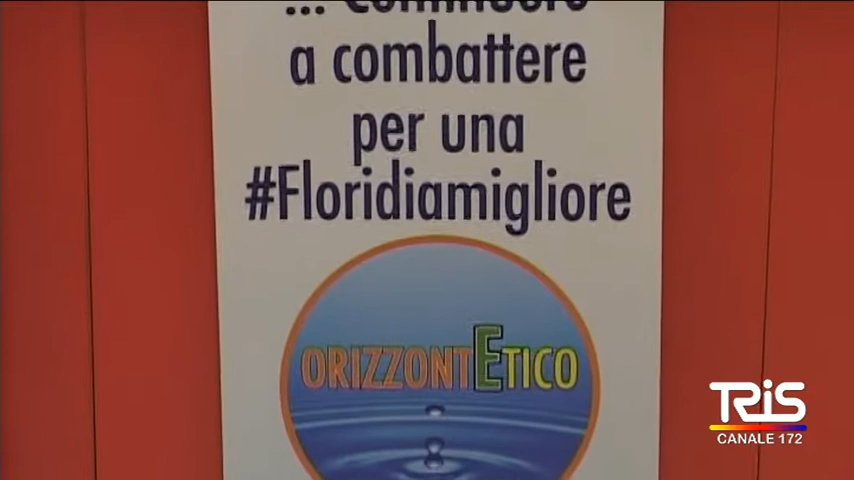 a combattere
per una
#Floridiamigliore
ORIZZONTETICO
TRiS
CANALE 172